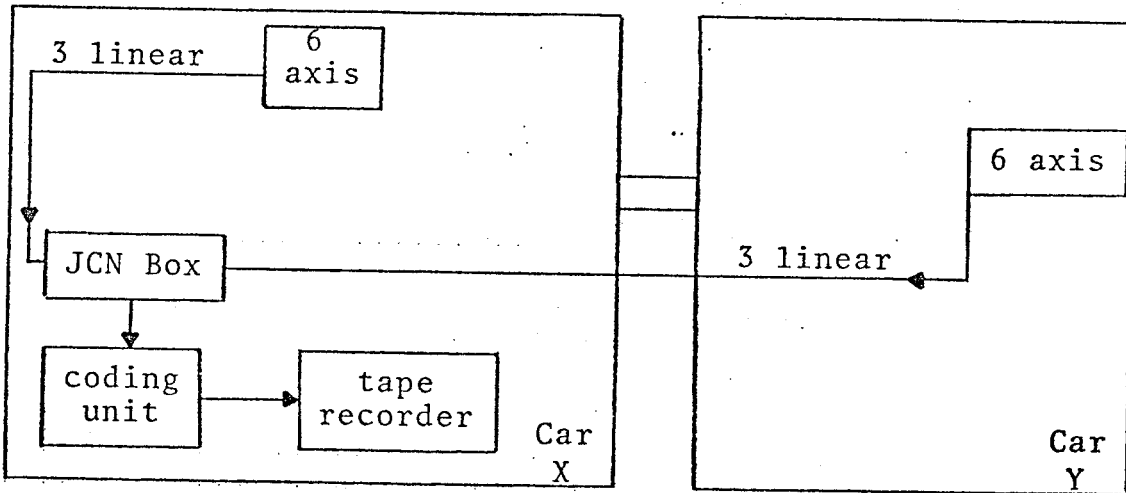 3 linear
6
axis
6 axis
JCN Box
3 linear
coding
unit
tape
recorder
Car
X
Car
Y